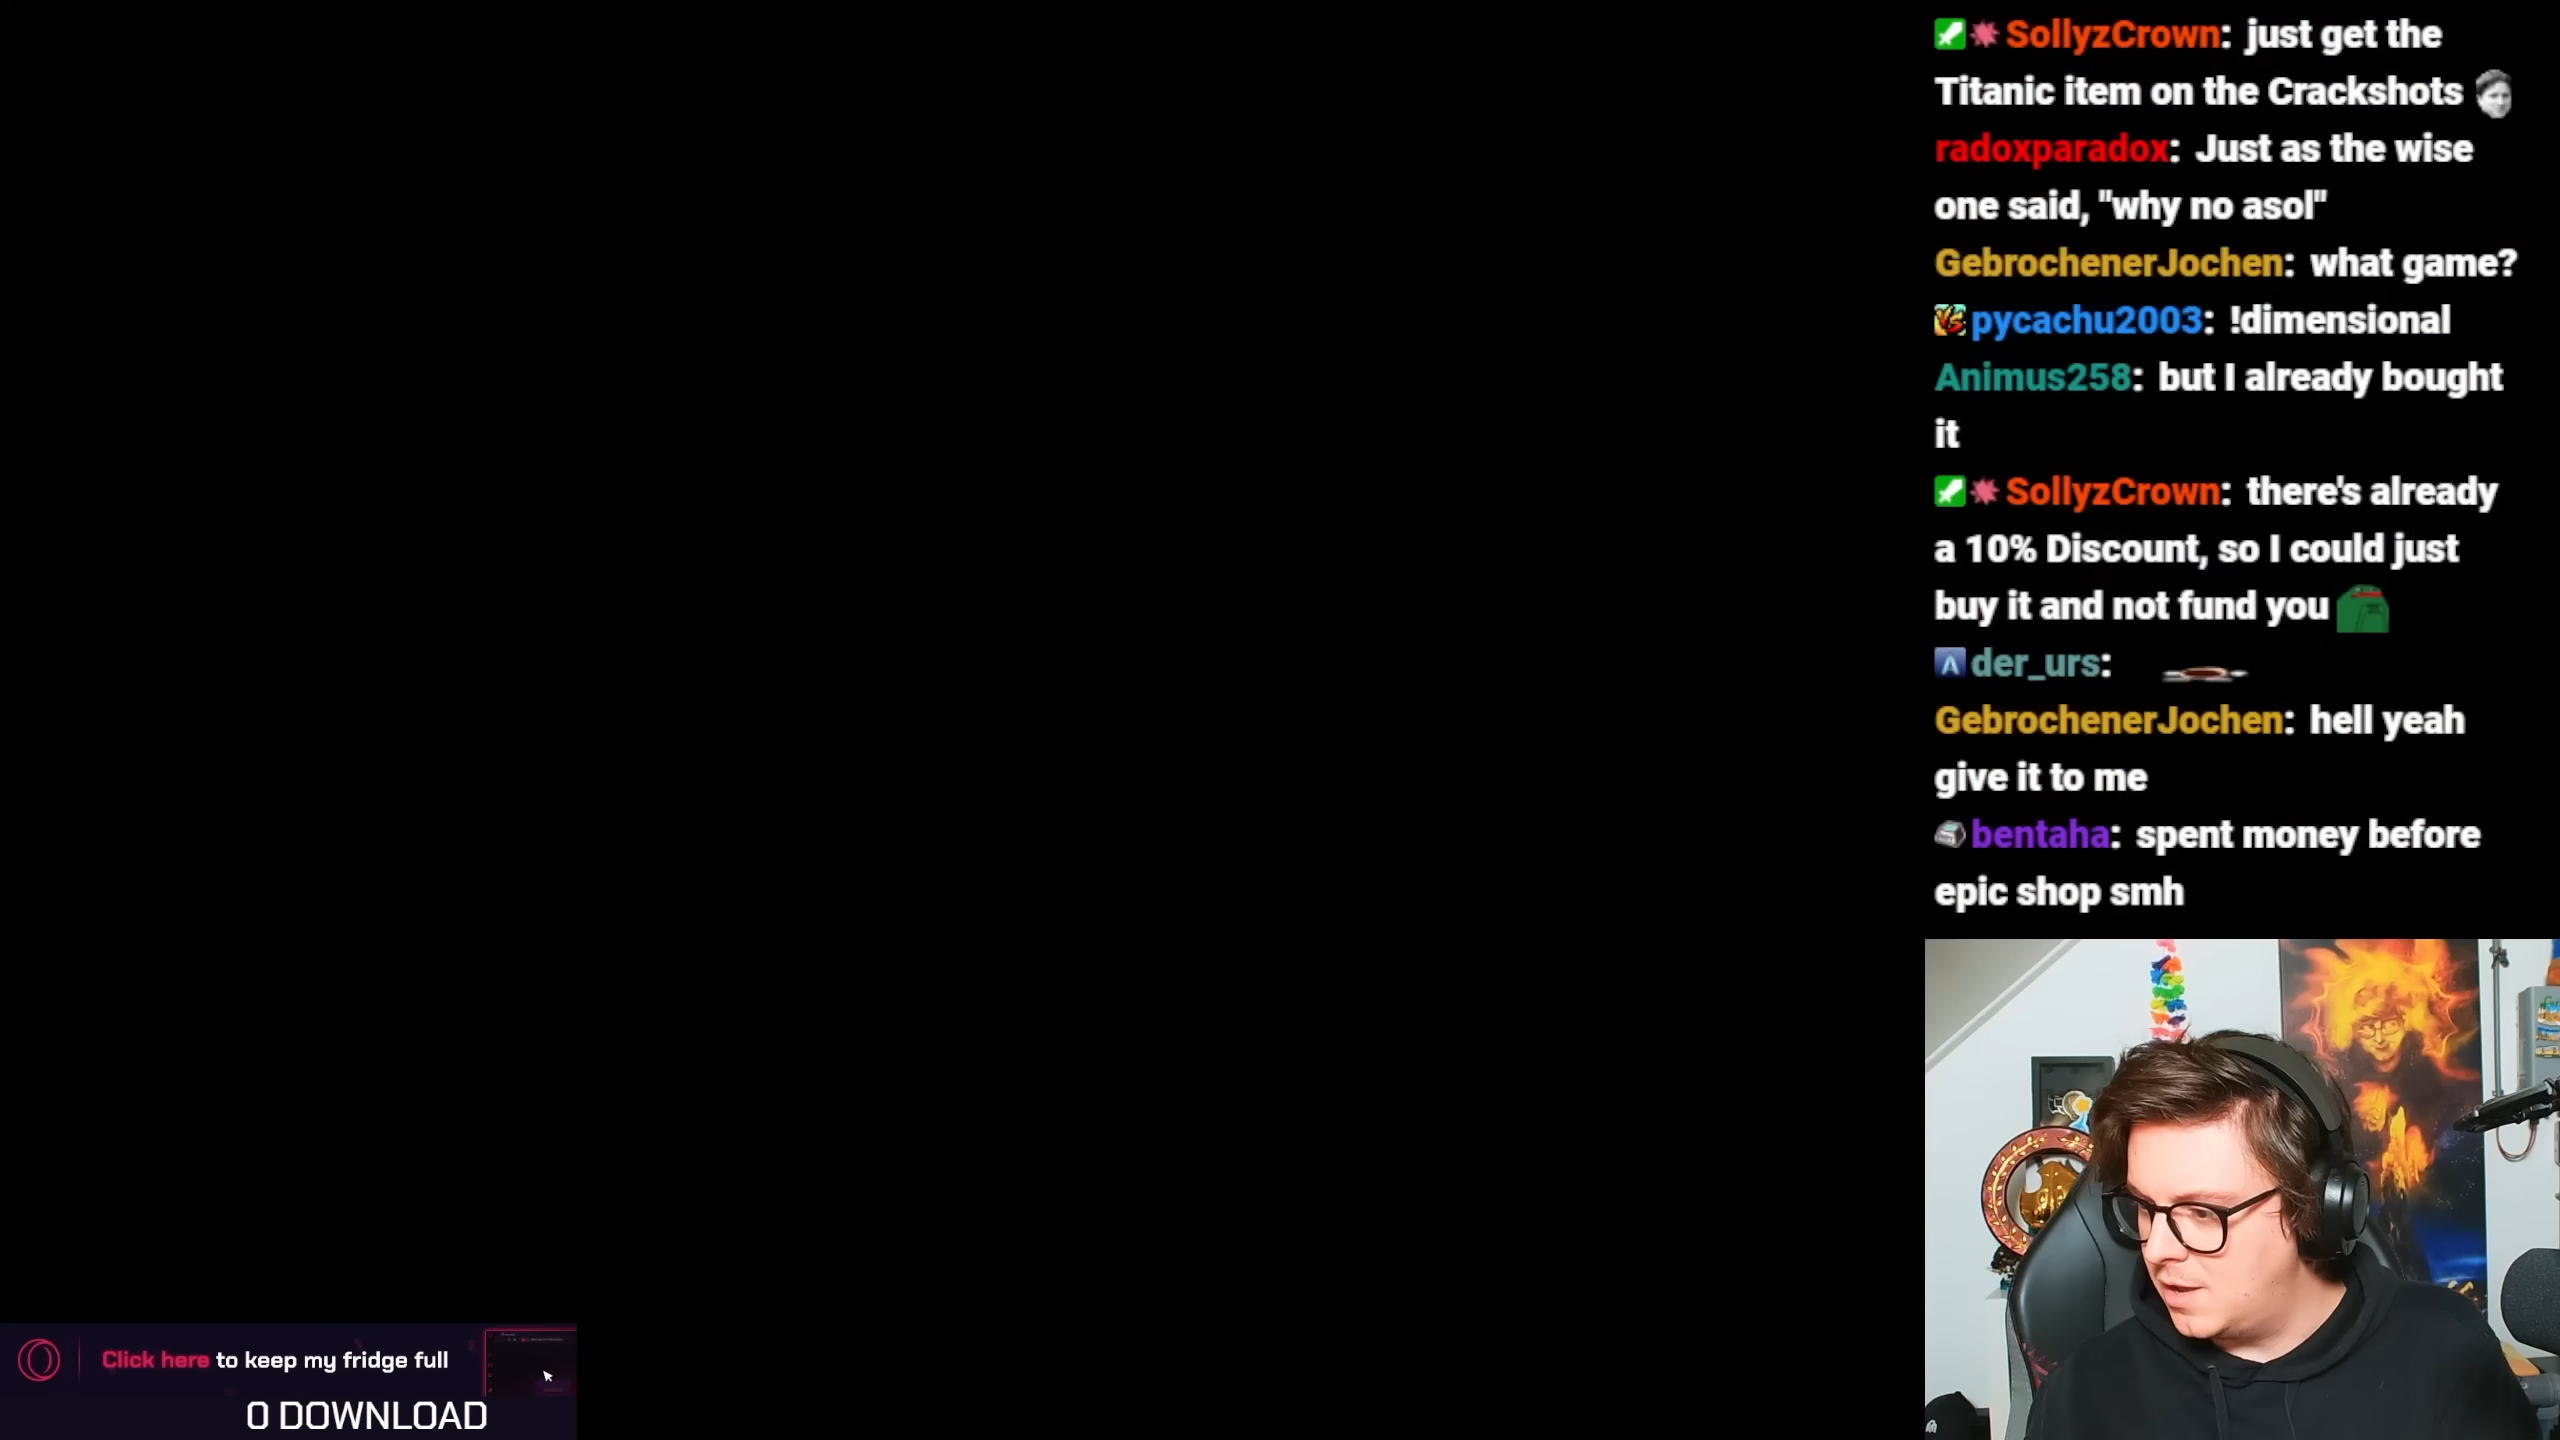 SollyzCrown: just get the
Titanic item on the Crackshots
radoxparadox: Just as the wise
one said, "why no asol"
GebrochenerJochen: what game?
pycachu2003: !dimensional
Animus258: but I already bought
it
SollyzCrown: there's already
a 10% Discount, so I could just
buy it and not fund you
der_urs:
GebrochenerJochen: hell yeah
give it to me
bentaha: spent money before
epic shop smh
Click here to keep my fridge full
0 DOWNLOAD